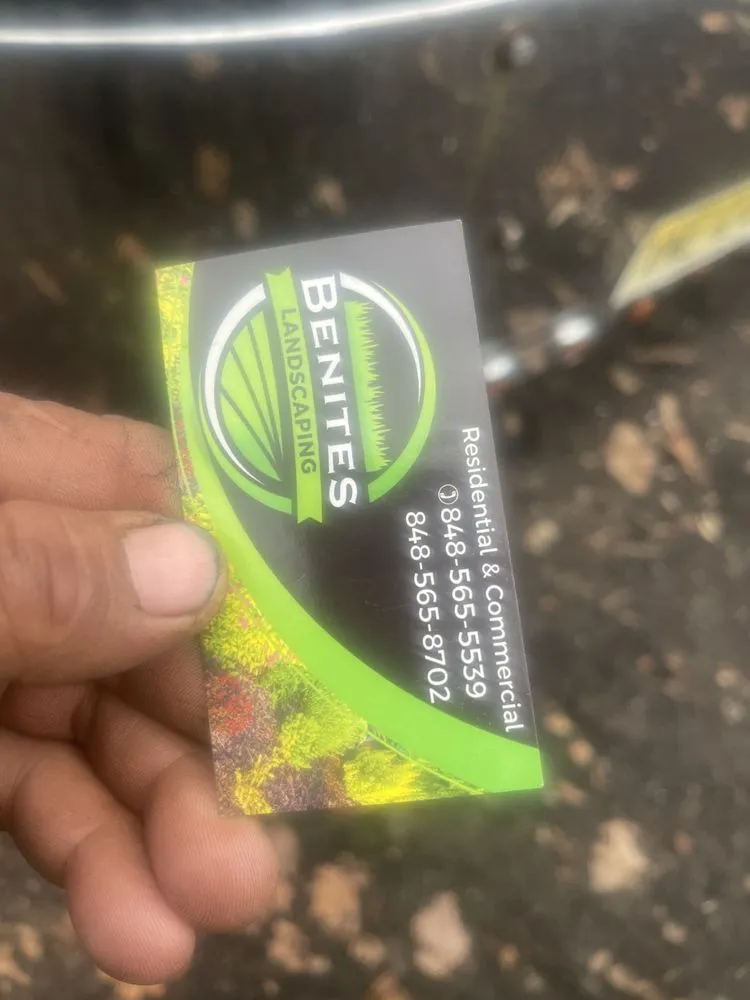 BENITES
LANDSCAPING
Residential & Commercial
848-565-5539
848-565-8702